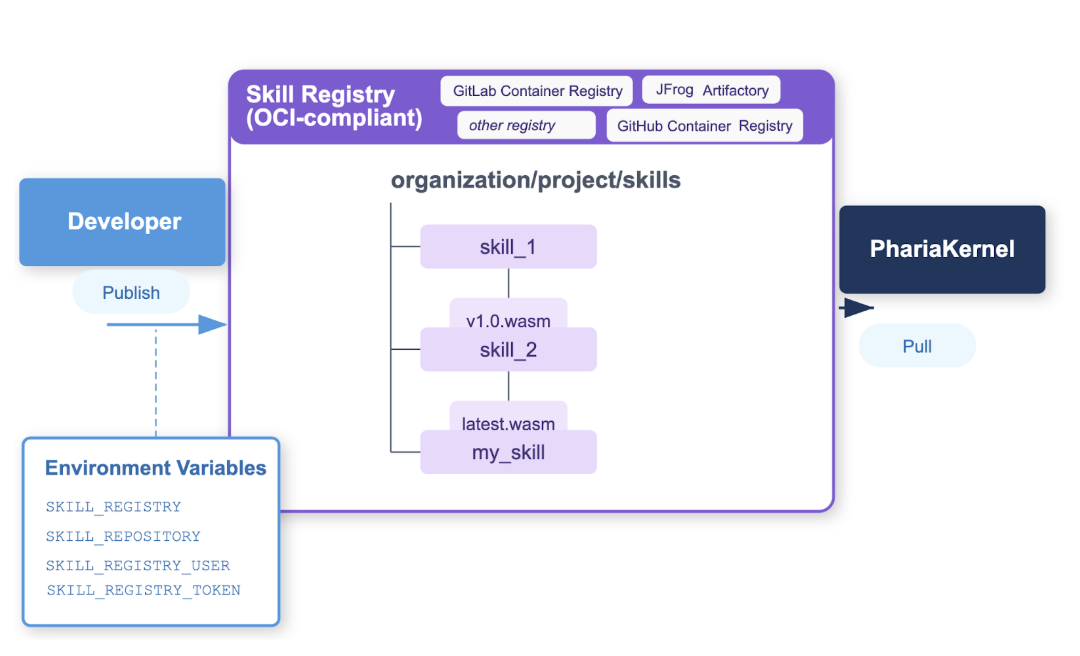 Skill Registry
(OCI-compliant)
GitLab Container Registry
JFrog Artifactory
other registry
GitHub Container Registry
organization/project/skills
Developer
Publish
skill_1
v1.0.wasm
skill_2
latest.wasm
my_skill
PhariaKernel
Pull
Environment Variables
SKILL_REGISTRY
SKILL_REPOSITORY
SKILL_REGISTRY_USER
SKILL_REGISTRY_TOKEN